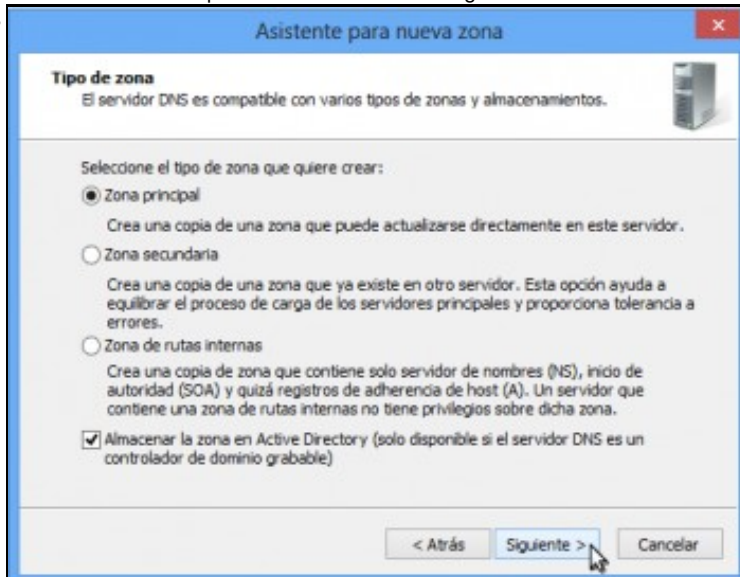 Asistente para nueva zona
Tipo de zona
El servidor DNS es compatible con varios tipos de zonas y almacenamientos.
Seleccione el tipo de zona que quiere crear:
Zona principal
Crea una copia de una zona que puede actualizarse directamente en este servidor.
Zona secundaria
Crea una copia de una zona que ya existe en otro servidor. Esta opción ayuda a
equilibrar el proceso de carga de los servidores principales y proporciona tolerancia a
errores.
Zona de rutas internas
Crea una copia de zona que contiene solo servidor de nombres (NS), inicio de
autoridad (SOA) y quizá registros de adherencia de host (A). Un servidor que
contiene una zona de rutas internas no tiene privilegios sobre dicha zona.
Almacenar la zona en Active Directory (solo disponible si el servidor DNS es un
controlador de dominio grabable)
< Atrás Siguiente > Cancelar